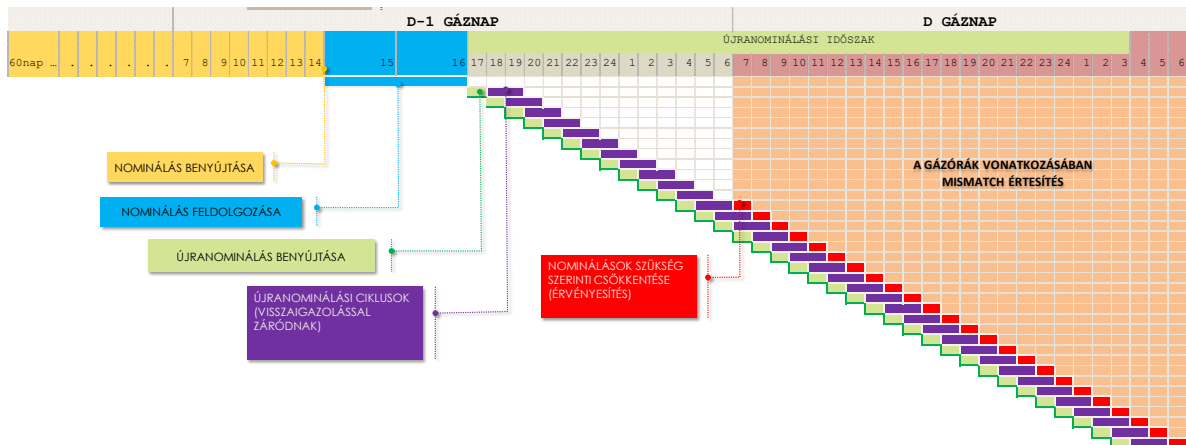 D-1 GÁZNAP D GÁZNAP
ÚJRANOMINÁLÁSI IDŐSZAK
60nap … . . . . . . 7 8 9 10 11 12 13 14 15 16 17 18 19 20 21 22 23 24 1 2 3 4 5 6 7 8 9 10 11 12 13 14 15 16 17 18 19 20 21 22 23 24 1 2 3 4 5 6
NOMINÁLÁS BENYÚJTÁSA
A GÁZÓRÁK VONATKOZÁSÁBAN
MISMATCH ÉRTESÍTÉS
NOMINÁLÁS FELDOLGOZÁSA
ÚJRANOMINÁLÁS BENYÚJTÁSA
NOMINÁLÁSOK SZÜKSÉG
SZERINTI CSÖKKENTÉSE
(ÉRVÉNYESÍTÉS)
ÚJRANOMINÁLÁSI CIKLUSOK
(VISSZAIGAZOLÁSSAL
ZÁRÓDNAK)